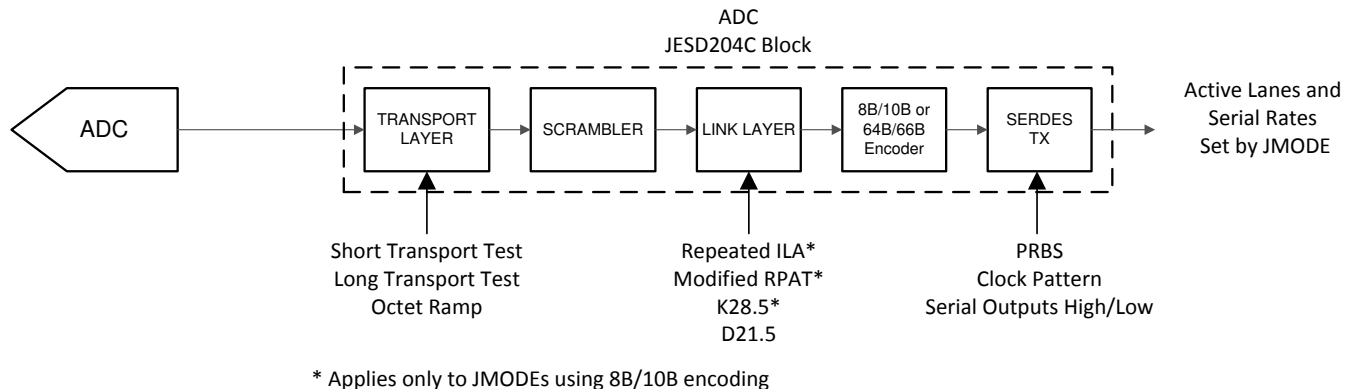 ADC
JESD204C Block
ADC
TRANSPORT
LAYER
SCRAMBLER
LINK LAYER
8B/10B or
64B/66B
Encoder
SERDES
TX
Active Lanes and
Serial Rates
Set by JMODE
Short Transport Test
Long Transport Test
Octet Ramp
Repeated ILA*
Modified RPAT*
K28.5*
D21.5
PRBS
Clock Pattern
Serial Outputs High/Low
* Applies only to JMODEs using 8B/10B encoding